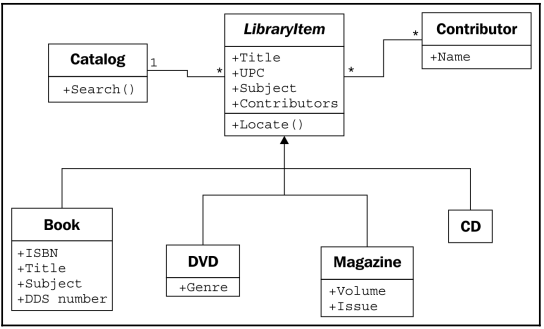 LibraryItem
+Title
+UPC
+Subject
+Contributors
+Locate()
Contributor
+Name
Catalog
+Search()
1
*
*
*
Book
+ISBN
+Title
+Subject
+DDS number
DVD
+Genre
Magazine
+Volume
+Issue
CD